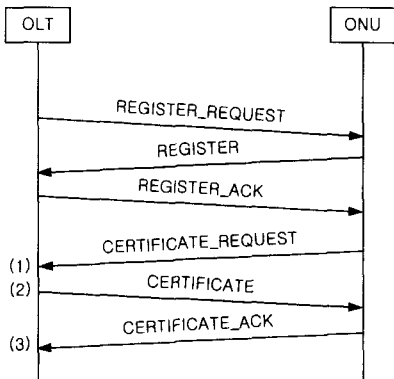 OLT
ONU
REGISTER_REQUEST
REGISTER
REGISTER_ACK
CERTIFICATE_REQUEST
(1)
(2)
CERTIFICATE
CERTIFICATE_ACK
(3)